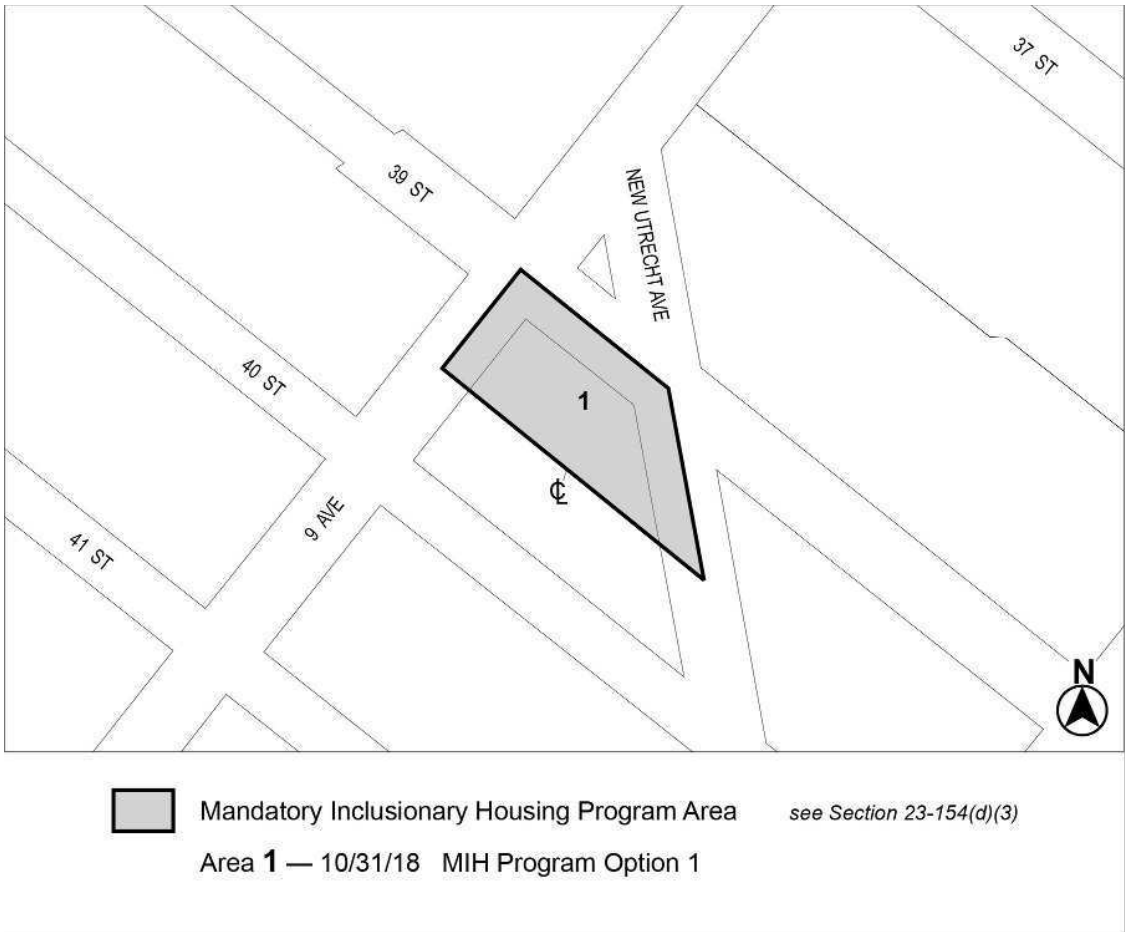 37 ST
39 ST
NEW UTRECHT AVE
40 ST
1
℄
9 AVE
41 ST
N
Mandatory Inclusionary Housing Program Area see Section 23-154(d)(3)
Area 1 — 10/31/18 MIH Program Option 1